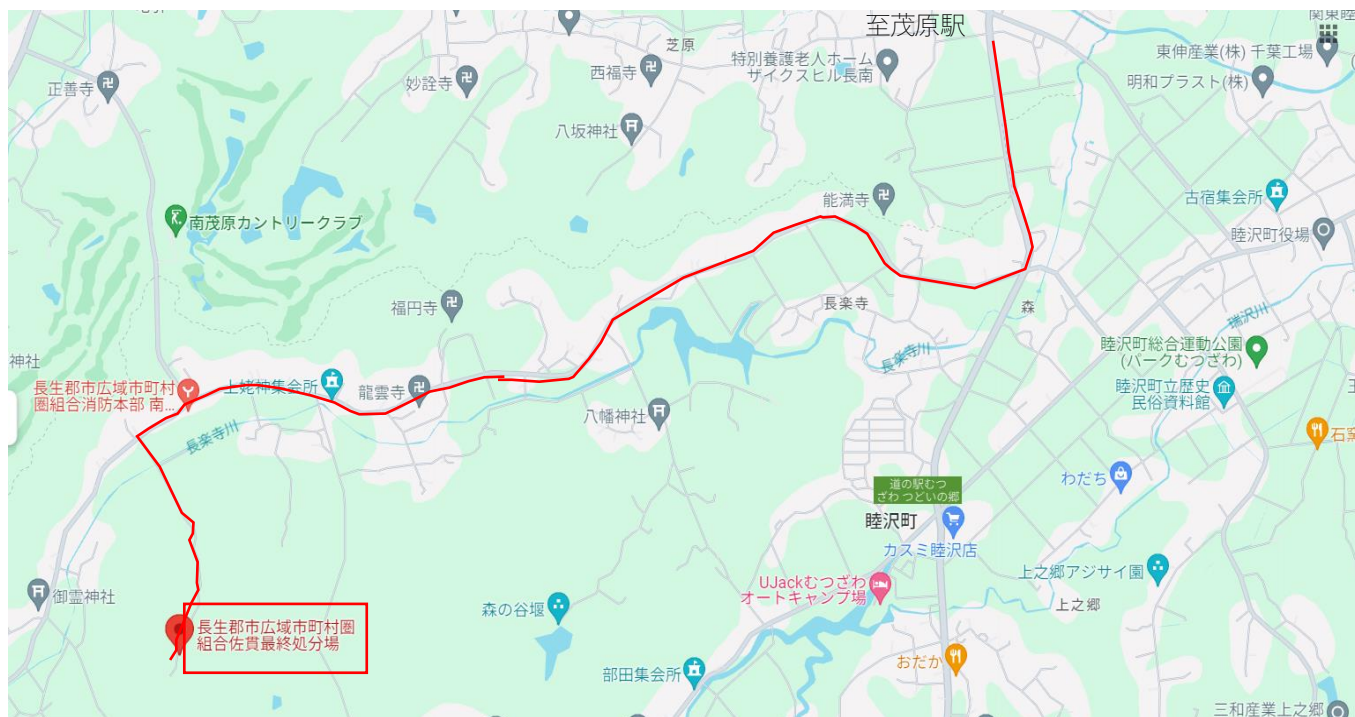 至茂原駅
芝原
特別養護老人ホーム
ザイクスヒル長南
東伸産業(株) 千葉工場
明和プラスト(株)
正善寺
妙詮寺
西福寺
八坂神社
能満寺
古宿集会所
睦沢町役場
南茂原カントリークラブ
福円寺
長楽寺
森
瑞沢川
長楽寺川
睦沢町総合運動公園
(パークむつざわ)
神社
長生郡市広域市町村
圏組合消防本部 南...
上姥神集会所
龍雲寺
睦沢町立歴史
民俗資料館
八幡神社
長楽寺川
石窯
わだち
道の駅むつ
ざわ つどいの郷
睦沢町
カスミ睦沢店
UJackむつざわ
オートキャンプ場
上之郷アジサイ園
上之郷
御霊神社
森の谷堰
長生郡市広域市町村圏
組合佐貫最終処分場
おだか
部田集会所
三和産業上之郷